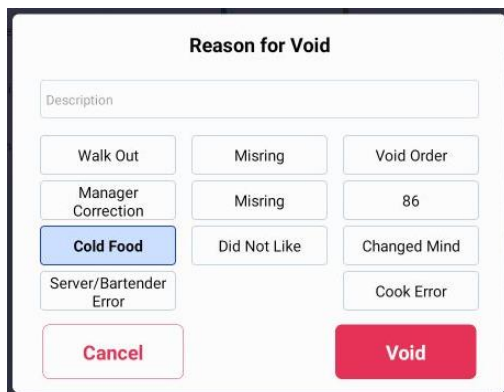 Reason for Void
Description
Walk Out
Misring
Void Order
Manager
Correction
Misring
86
Cold Food
Did Not Like
Changed Mind
Server/Bartender
Error
Cook Error
Cancel
Void